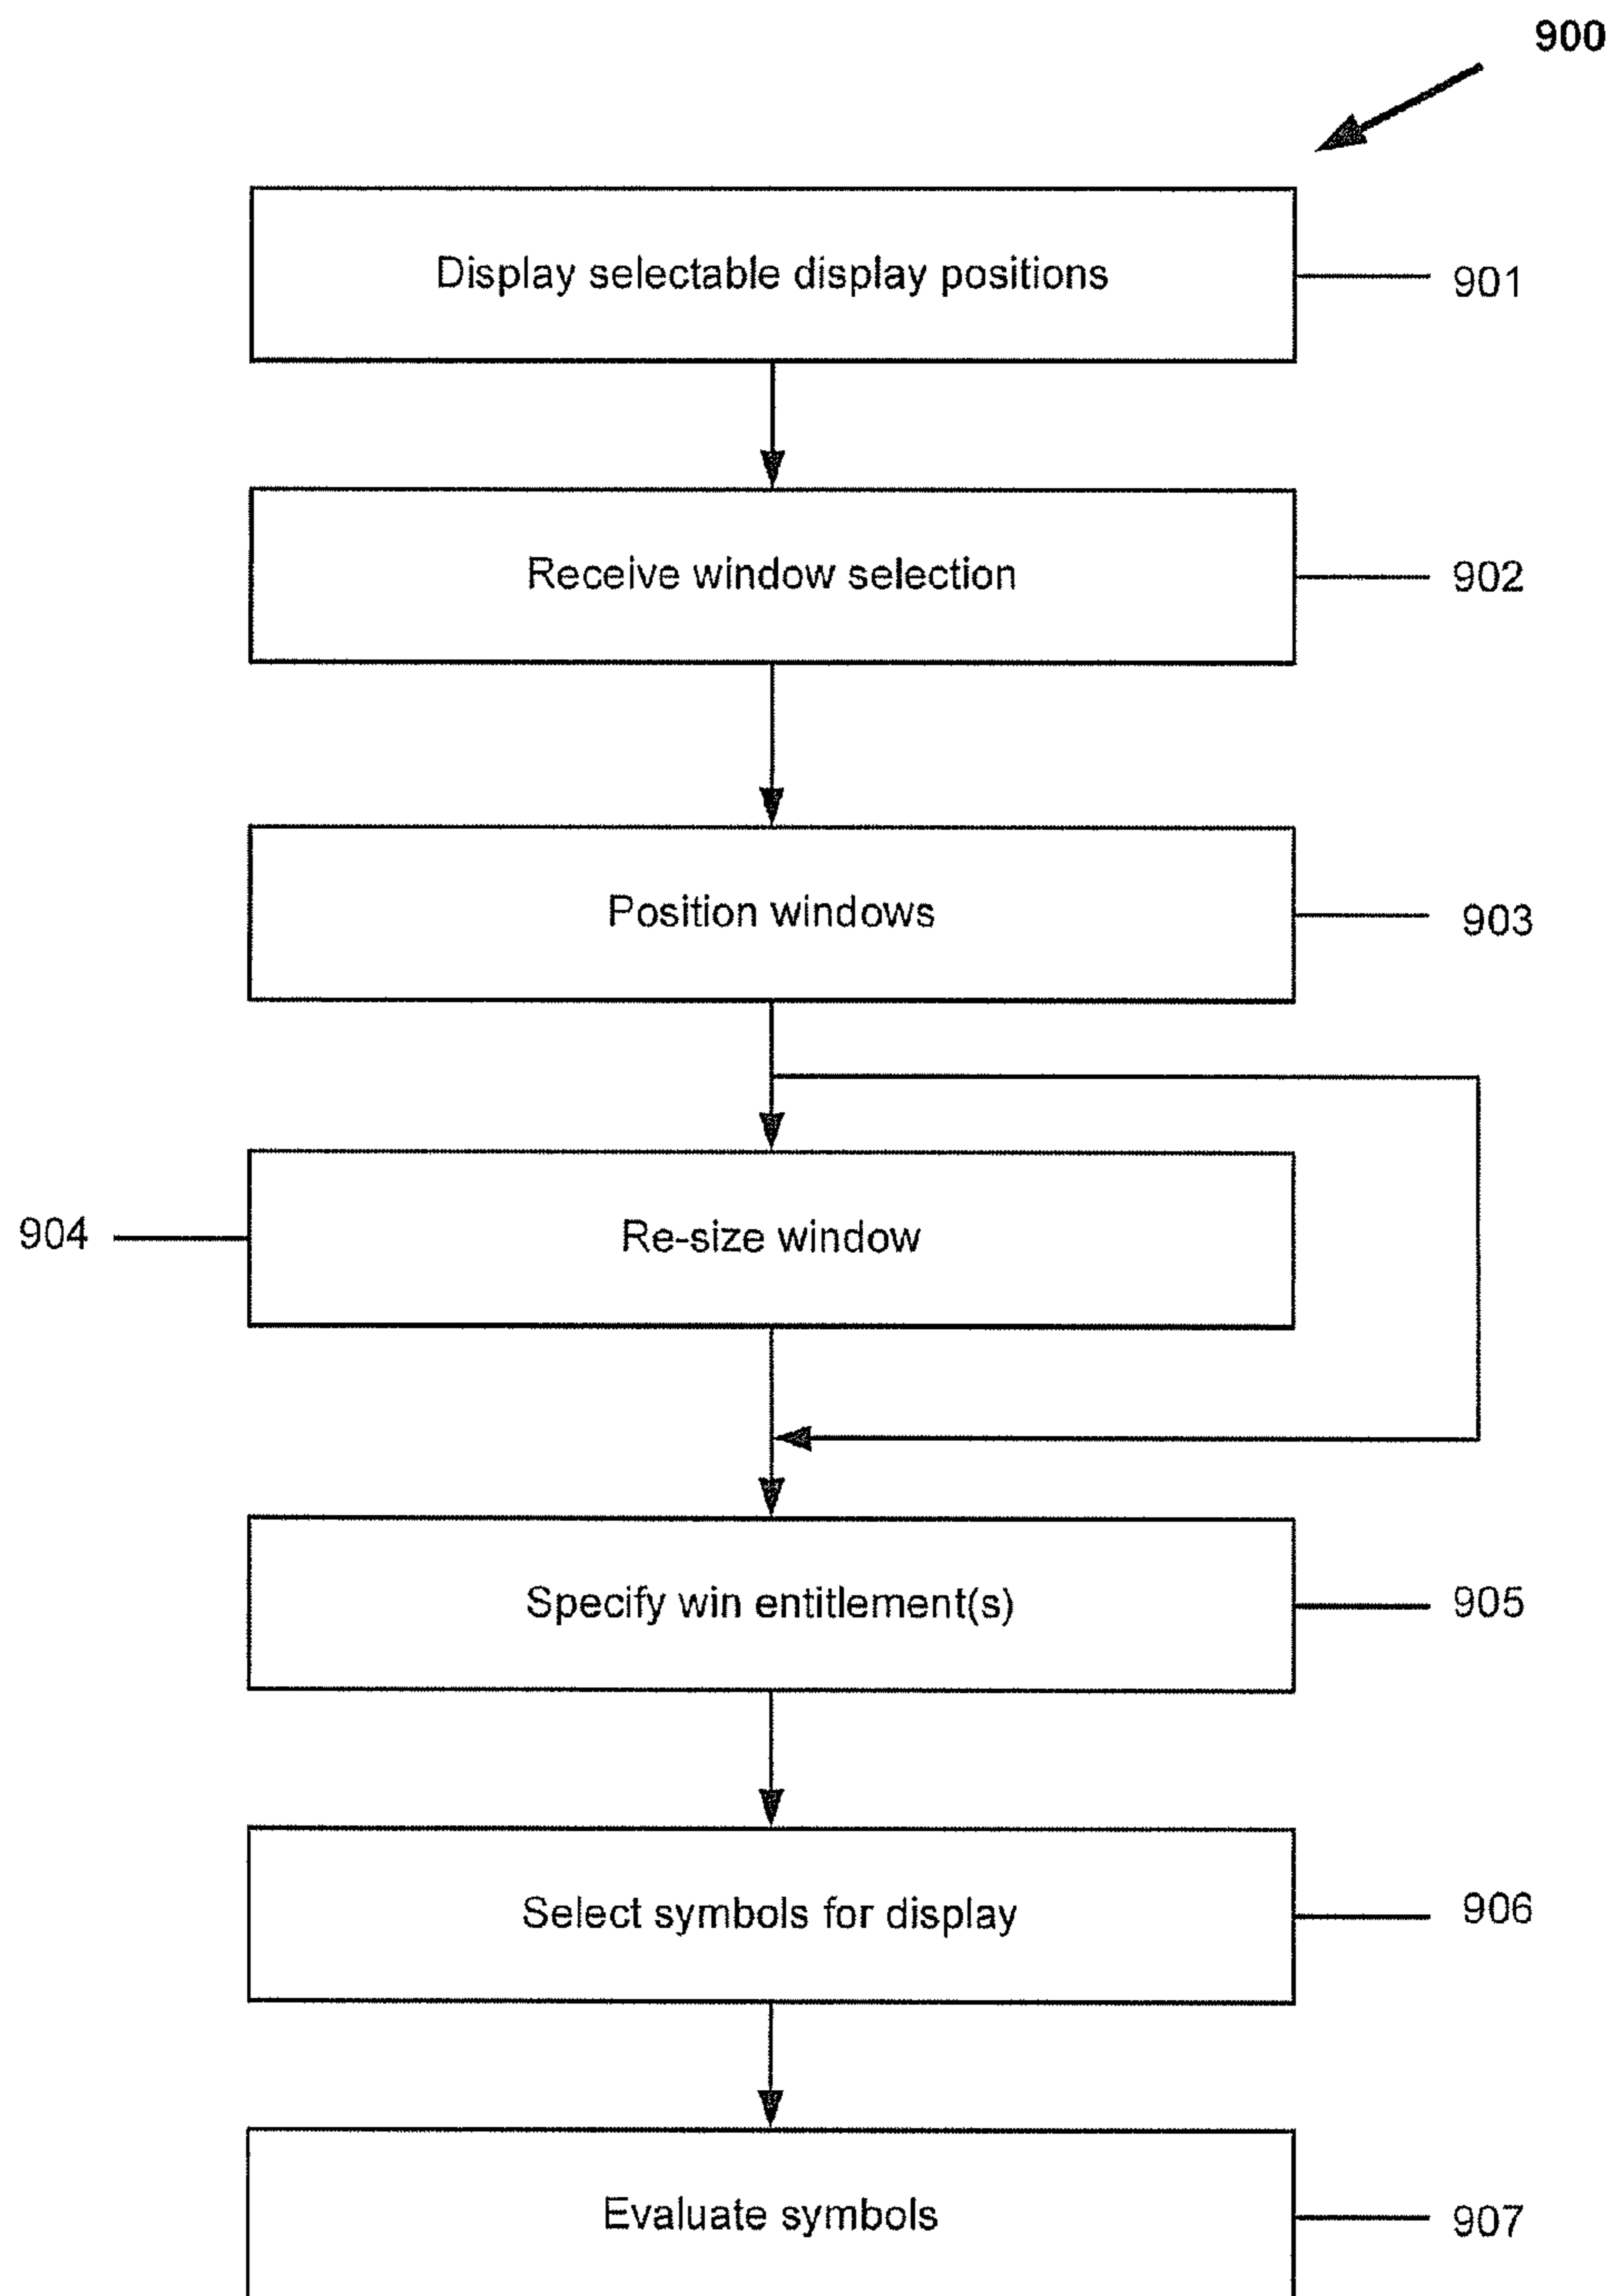 900
Display selectable display positions
901
Receive window selection
902
Position windows
903
904
Re-size window
Specify win entitlement(s)
905
Select symbols for display
906
Evaluate symbols
907